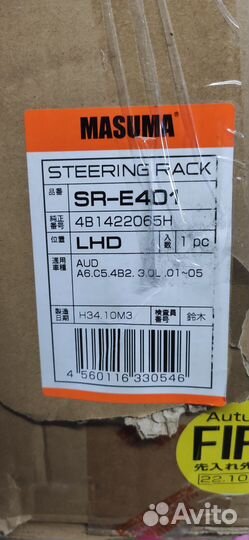 MASUMA
STEERING RACK
品番 SR-E401
純正番号 4B1422065H
位置 LHD 入数 1 pc
適用車種 AUD
A6.C5.4B2. 3.0L .01~05
製造日期 H34.10M3 検査員番号 鈴木
4 560116 330546
Auto
FIF
先入れ先
22.10
Avito